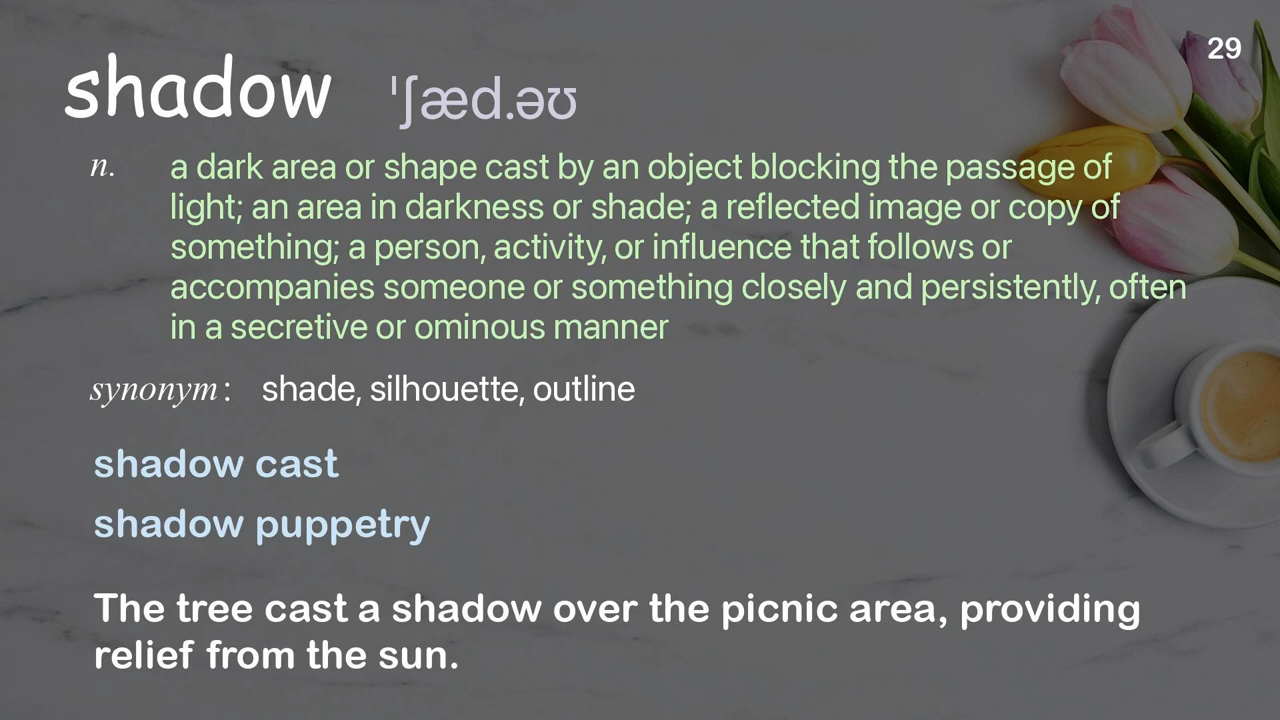 29
shadow ˈʃæd.əʊ
n. a dark area or shape cast by an object blocking the passage of
light; an area in darkness or shade; a reflected image or copy of
something; a person, activity, or influence that follows or
accompanies someone or something closely and persistently, often
in a secretive or ominous manner
synonym: shade, silhouette, outline
shadow cast
shadow puppetry
The tree cast a shadow over the picnic area, providing
relief from the sun.